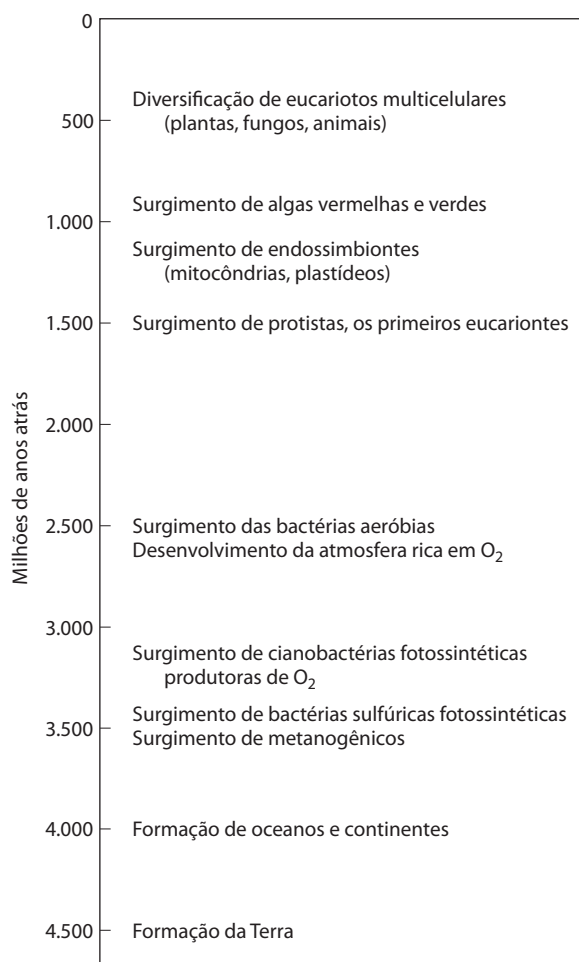 0
Diversificação de eucariotos multicelulares
(plantas, fungos, animais)
500
Surgimento de algas vermelhas e verdes
1.000
Surgimento de endossimbiontes
(mitocôndrias, plastídeos)
1.500
Surgimento de protistas, os primeiros eucariontes
2.000
Milhões de anos atrás
2.500
Surgimento das bactérias aeróbias
Desenvolvimento da atmosfera rica em O₂
3.000
Surgimento de cianobactérias fotossintéticas
produtoras de O₂
Surgimento de bactérias sulfúricas fotossintéticas
3.500
Surgimento de metanogênicos
4.000
Formação de oceanos e continentes
4.500
Formação da Terra